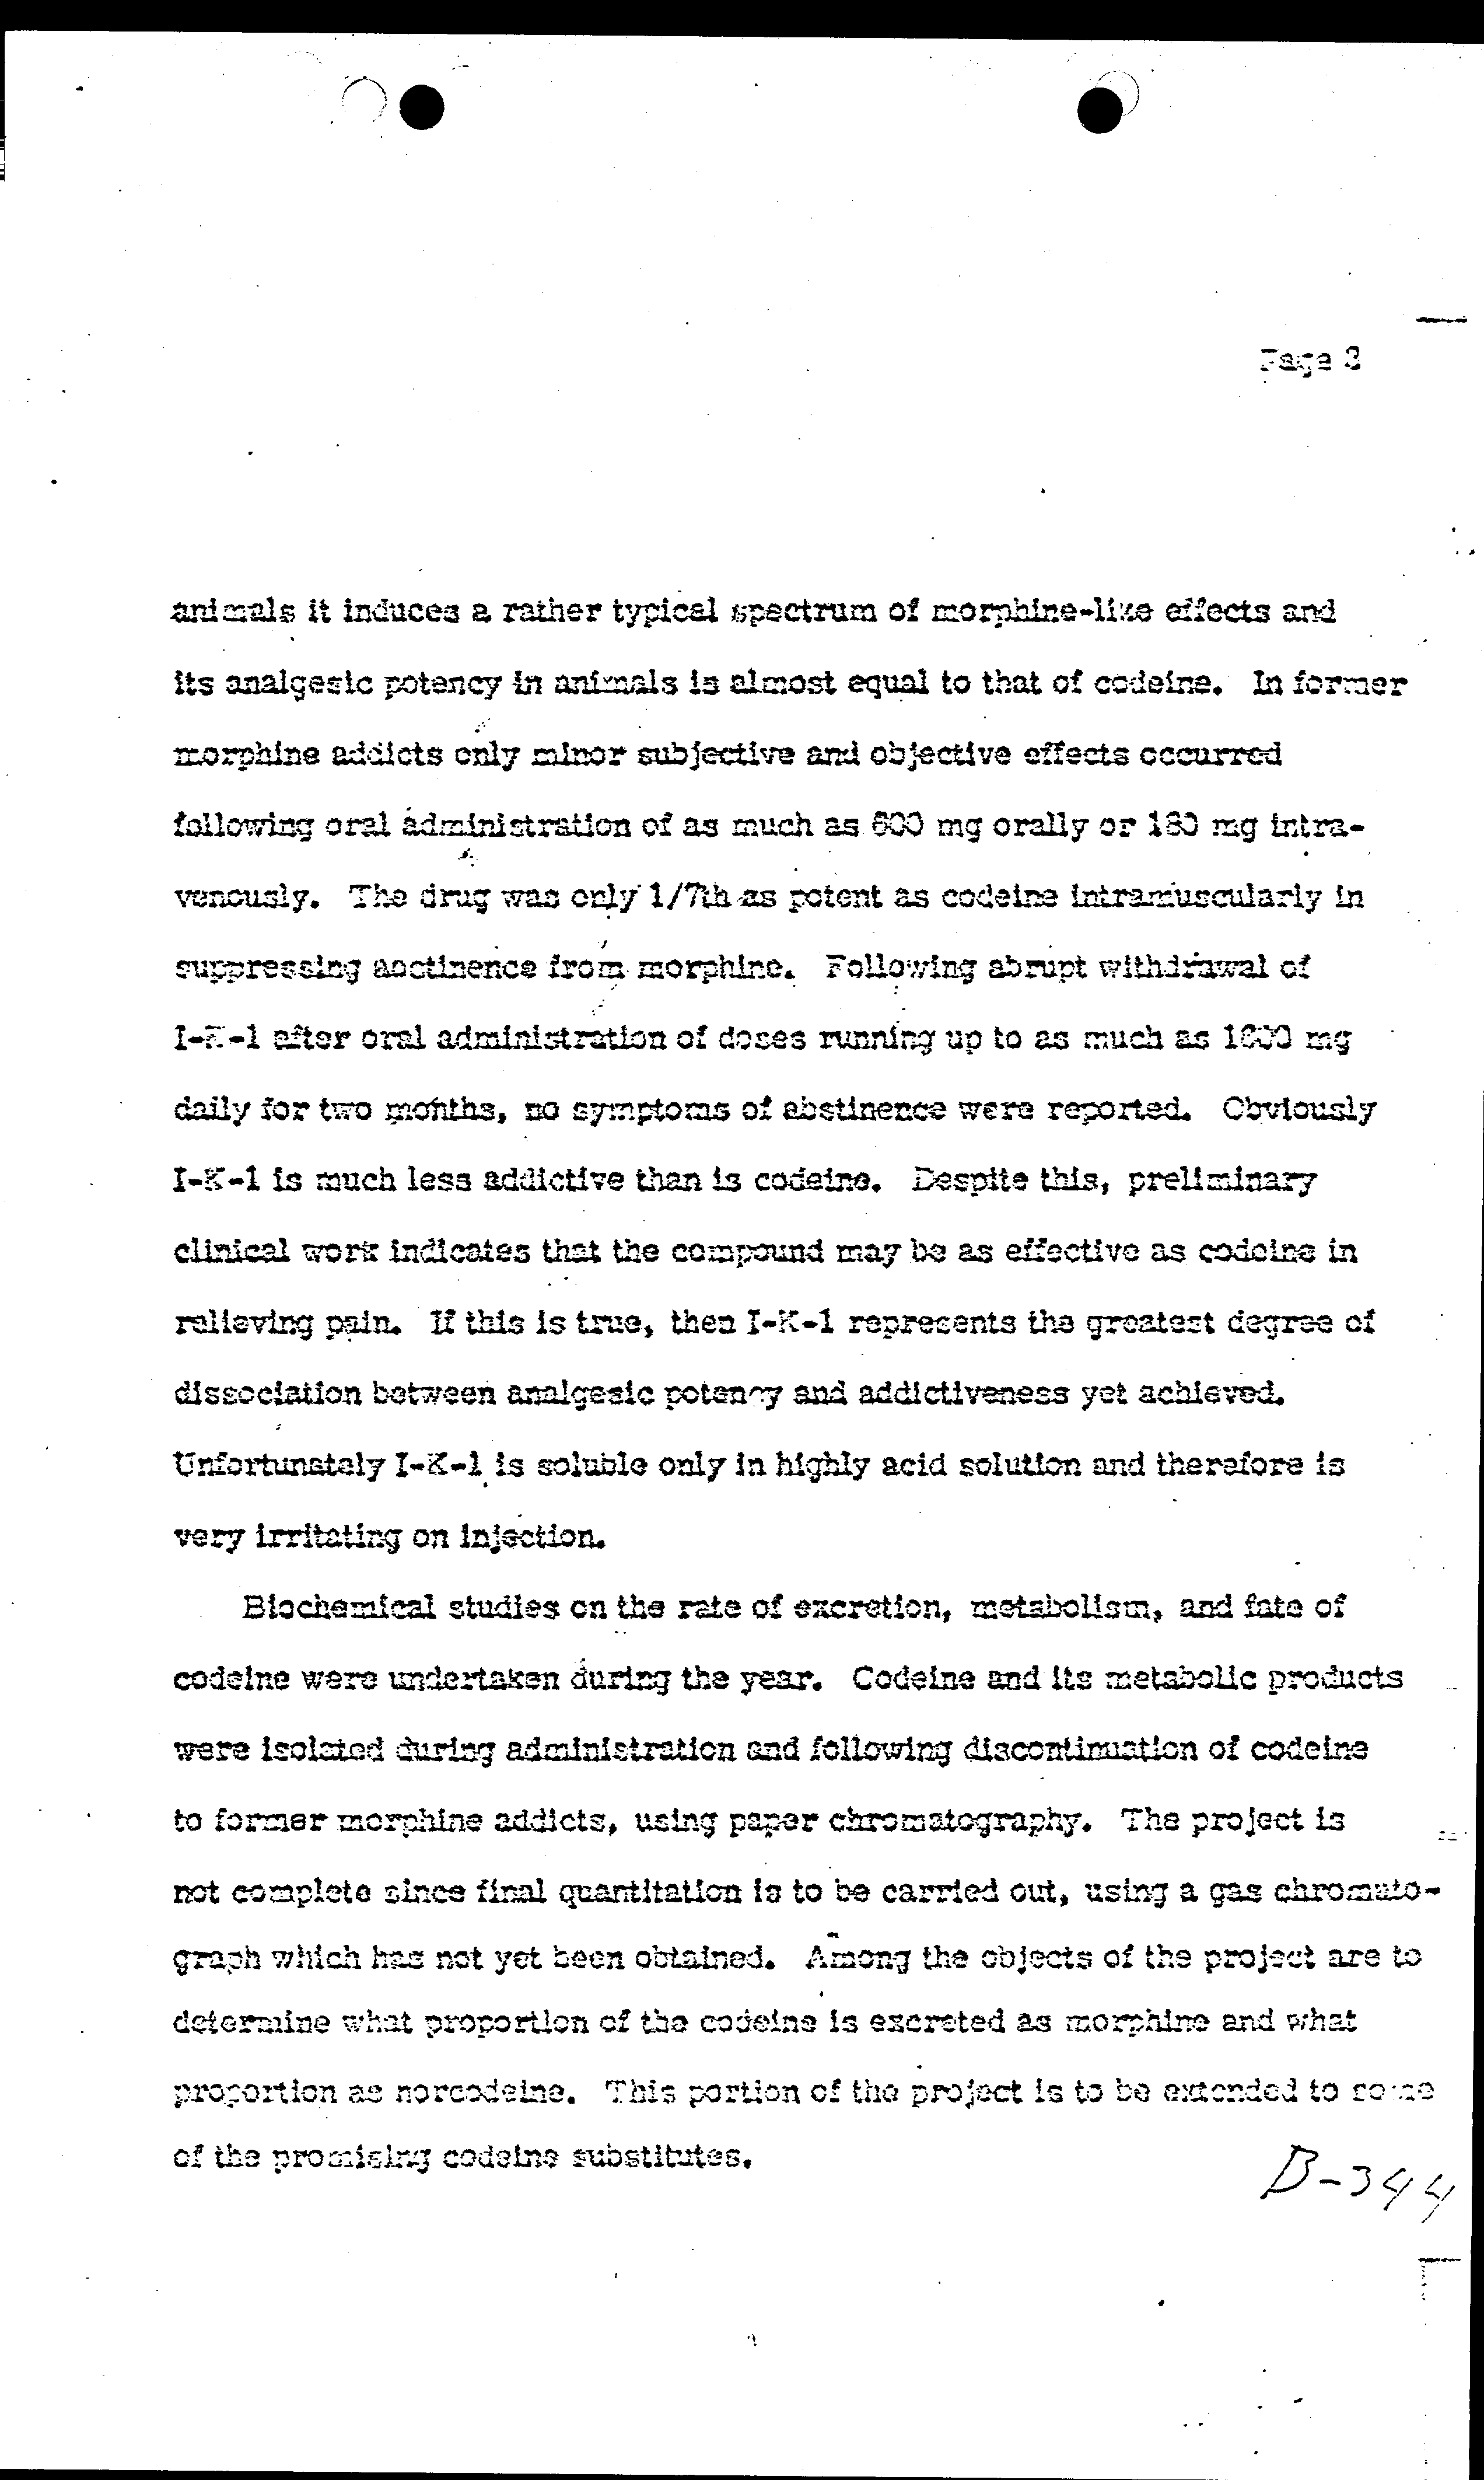 Page
animals it induces a rather typical spectrum of morphine-like effects and
its analgesic potency in animals is almost equal to that of codeine. In former
morphine addicts only minor subjective and objective effects occurred
following oral administration of as much as 600 mg orally or 180 mg intra-
venously. The drug was only 1/7th as potent as codeine intramuscularly in
suppressing abstinence from morphine. Following abrupt withdrawal of
I-K-1 after oral administration of doses running up to as much as mg
daily for two months, no symptoms of abstinence were reported. Obviously
I-K-1 is much less addictive than is codeine. Despite this, preliminary
clinical work indicates that the compound may be as effective as codeine in
relieving pain. If this is true, then I-K-1 represents the greatest degree of
dissociation between analgesic potency and addictiveness yet achieved.
Unfortunately I-K-1 is soluble only in highly acid solution and therefore is
very irritating on injection.
Biochemical studies on the rate of excretion, metabolism, and fate of
codeine were undertaken during the year. Codeine and its metabolic products
were isolated during administration and following discontinuation of codeine
to former morphine addicts, using paper chromatography. The project is
not complete since final quantitation is to be carried out, using a gas chromato-
graph which has not yet been obtained. Among the objects of the project are to
determine what proportion of the codeine is excreted as morphine and what
proportion as norcodeine. This portion of the project is to be extended to some
of the promising codeine substitutes.
B-344